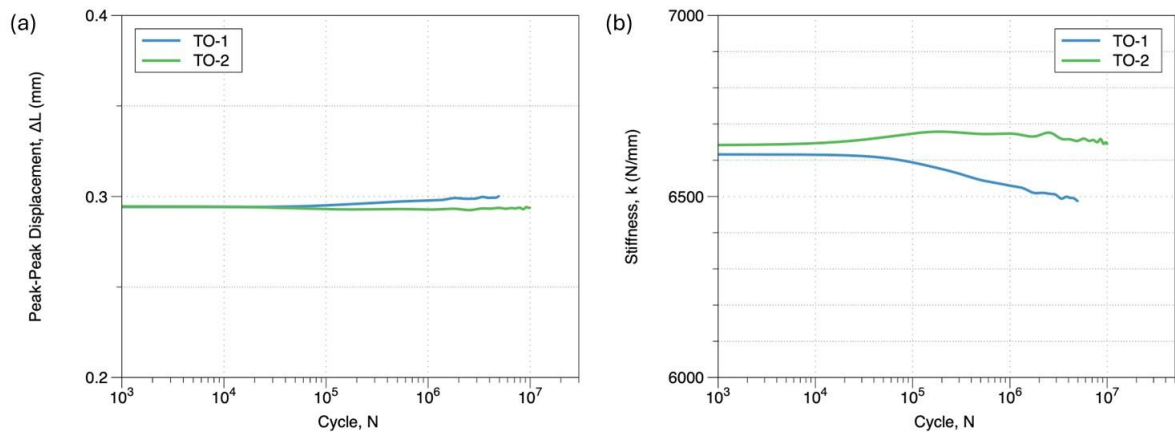 (a)
0.4
TO-1
TO-2
Peak-Peak Displacement, ΔL (mm)
0.3
0.2
10³ 10⁴ 10⁵ 10⁶ 10⁷
Cycle, N
(b)
7000
TO-1
TO-2
Stiffness, k (N/mm)
6500
6000
10³ 10⁴ 10⁵ 10⁶ 10⁷
Cycle, N